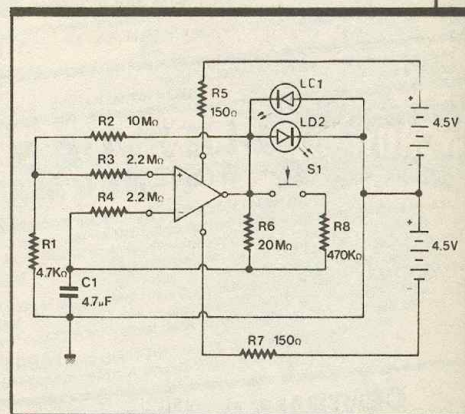 R5
150Ω
LC1
LD2
S1
R2 10MΩ
R3 2.2MΩ
R4 2.2MΩ
+
−
R1
4.7KΩ
C1
4.7µF
R6
20MΩ
R8
470KΩ
R7 150Ω
+
4.5V
-
+
4.5V
-